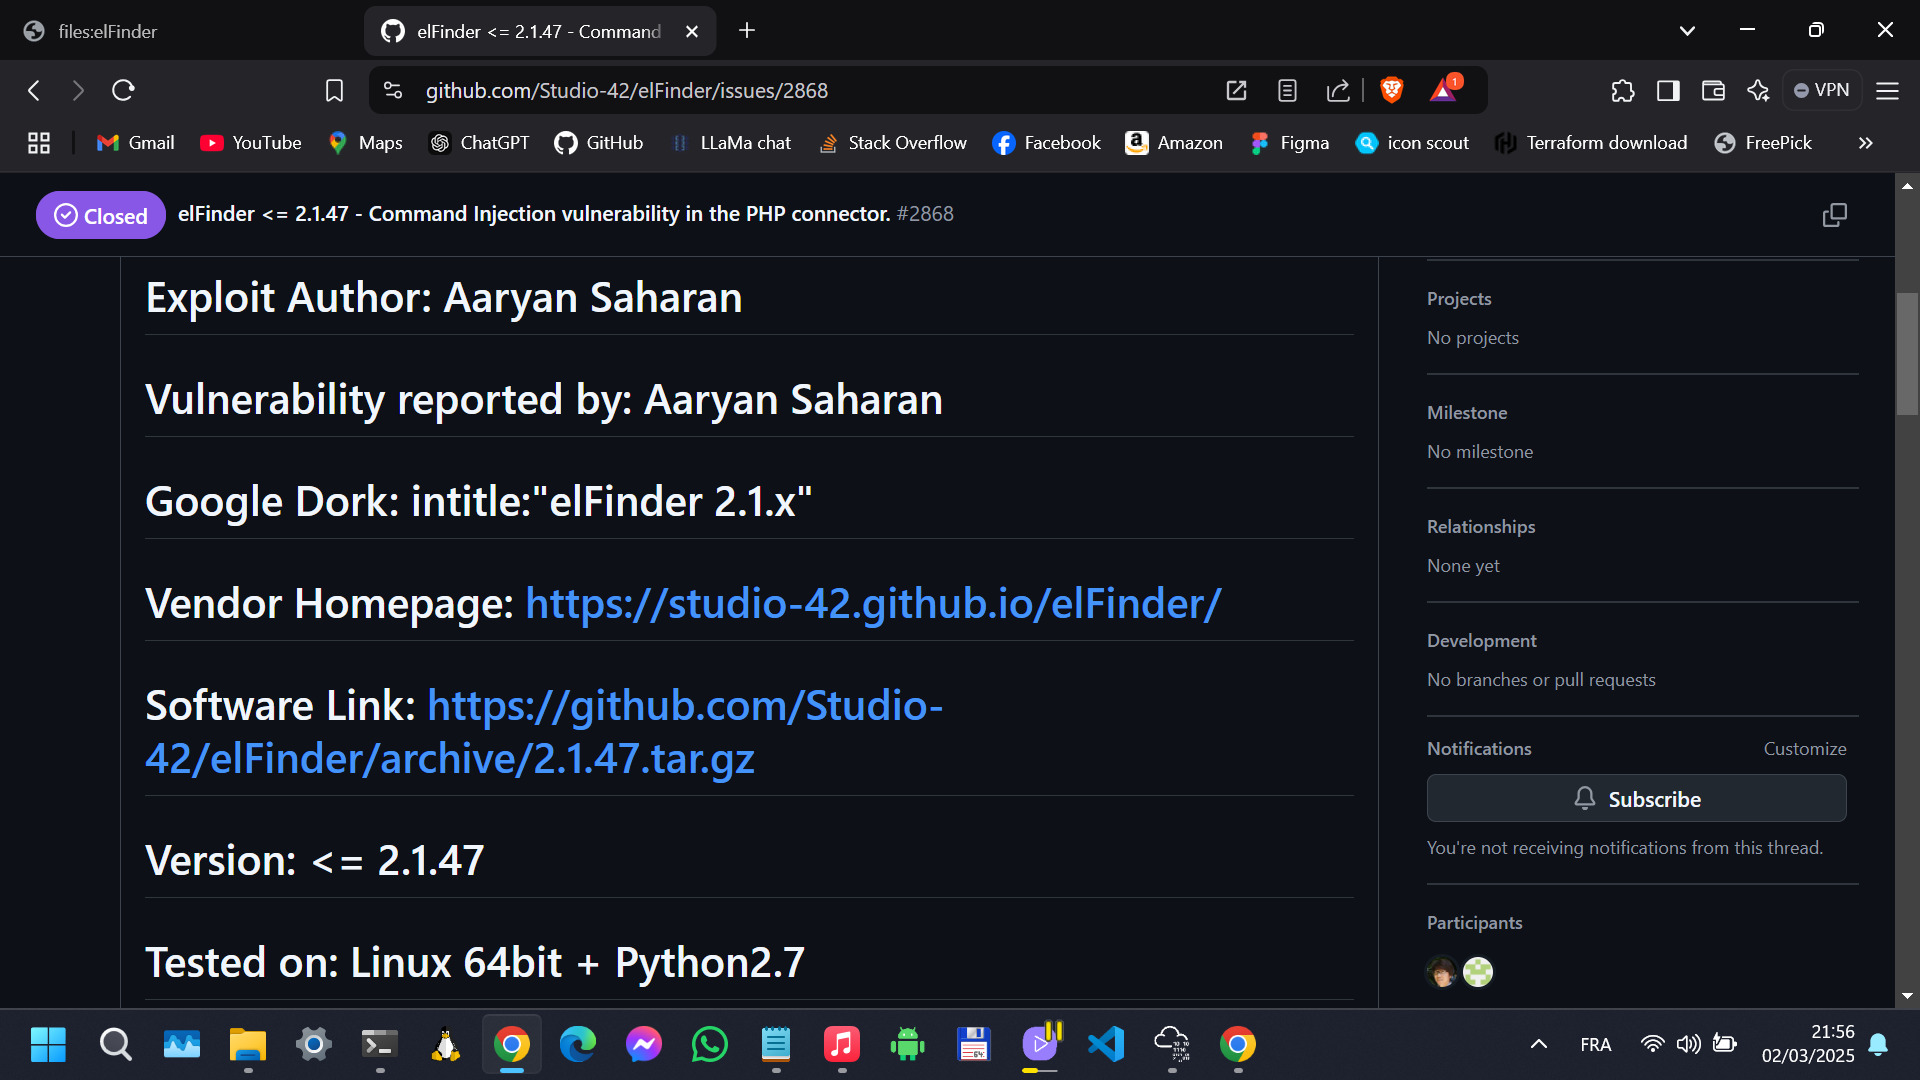 files:elFinder
elFinder <= 2.1.47 - Command
github.com/Studio-42/elFinder/issues/2868
1
VPN
Gmail
YouTube
Maps
ChatGPT
GitHub
LLaMa chat
Stack Overflow
Facebook
Amazon
Figma
icon scout
Terraform download
FreePick
Closed
elFinder <= 2.1.47 - Command Injection vulnerability in the PHP connector. #2868
Exploit Author: Aaryan Saharan
Vulnerability reported by: Aaryan Saharan
Google Dork: intitle:"elFinder 2.1.x"
Vendor Homepage: https://studio-42.github.io/elFinder/
Software Link: https://github.com/Studio-
42/elFinder/archive/2.1.47.tar.gz
Version: <= 2.1.47
Tested on: Linux 64bit + Python2.7
Projects
No projects
Milestone
No milestone
Relationships
None yet
Development
No branches or pull requests
Notifications
Customize
Subscribe
You're not receiving notifications from this thread.
Participants
FRA
21:56
02/03/2025